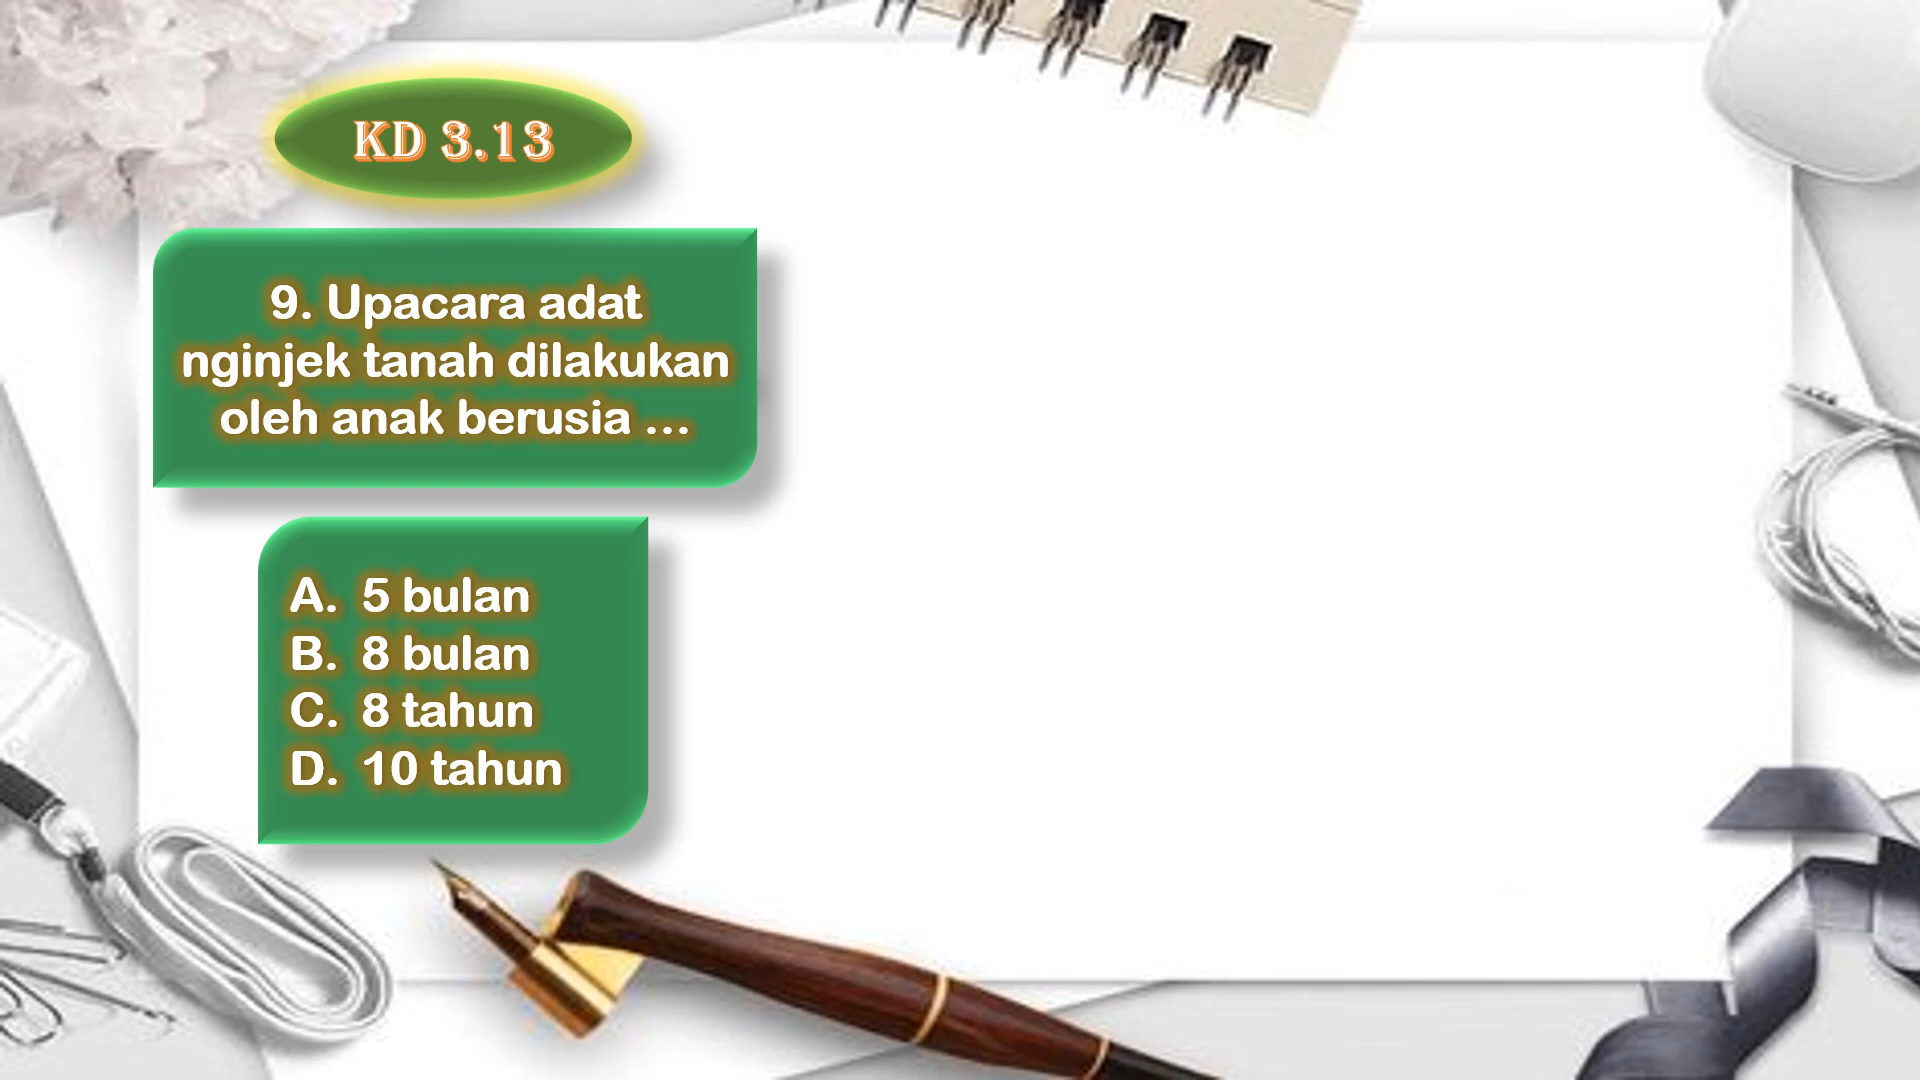 KD 3.13
9. Upacara adat
nginjek tanah dilakukan
oleh anak berusia ...
A. 5 bulan
B. 8 bulan
C. 8 tahun
D. 10 tahun